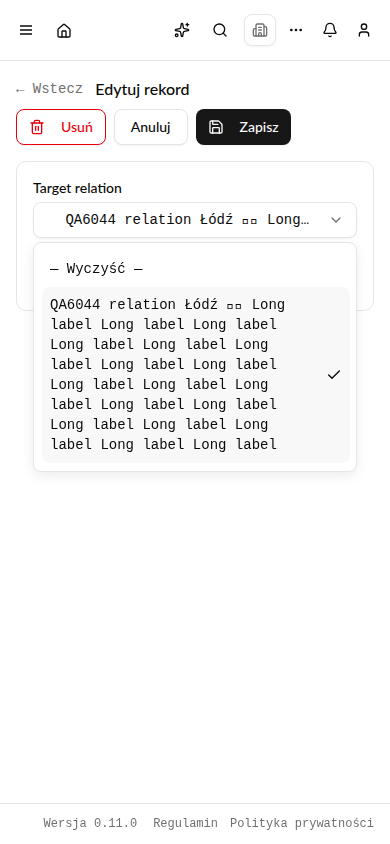 ← Wstecz Edytuj rekord
Usuń Anuluj Zapisz
Target relation
QA6044 relation Łódź Long…
— Wyczyść —
QA6044 relation Łódź Long
label Long label Long label
Long label Long label Long
label Long label Long label
Long label Long label Long
label Long label Long label
Long label Long label Long
label Long label Long label
Wersja 0.11.0 Regulamin Polityka prywatności